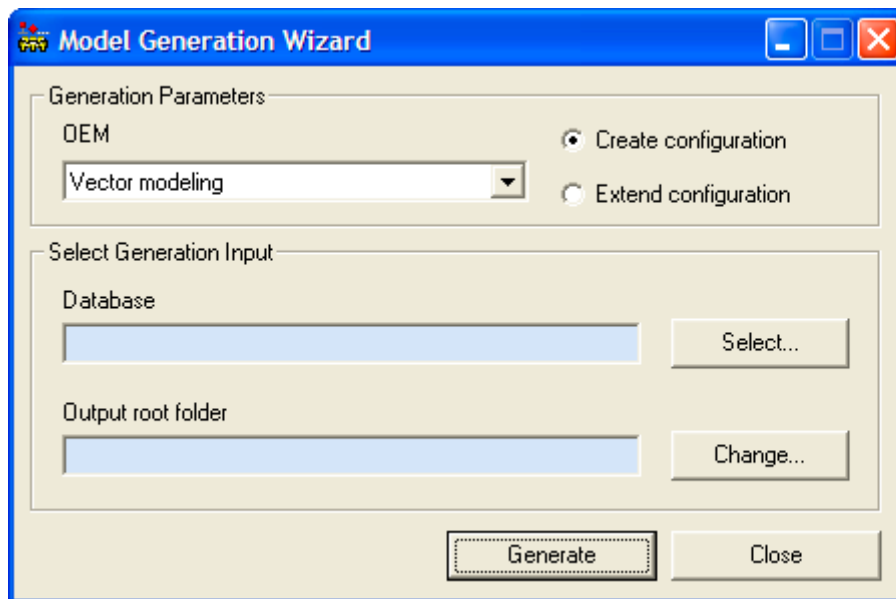 Model Generation Wizard
Generation Parameters
OEM
Create configuration
Vector modeling
Extend configuration
Select Generation Input
Database
Select...
Output root folder
Change...
Generate
Close